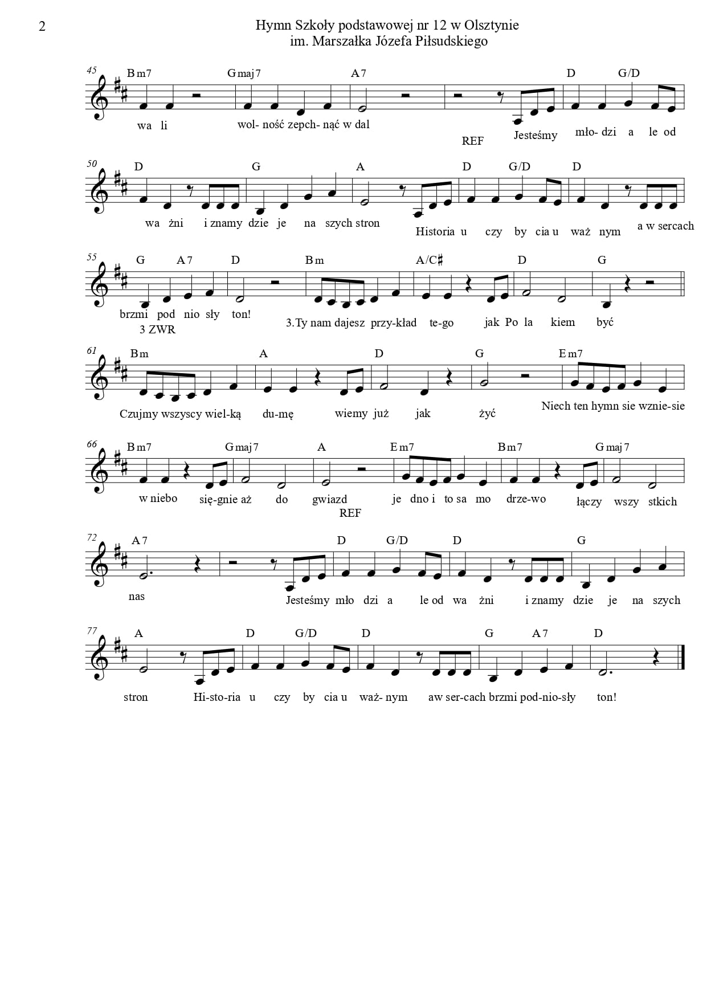 2
Hymn Szkoły podstawowej nr 12 w Olsztynie
im. Marszałka Józefa Piłsudskiego
45 Bm7 Gmaj7 A7 D G/D
wa li wol- ność zepch- nąć w dal REF Jesteśmy mło- dzi a le od
50 D G A D G/D D
wa żni i znamy dzie je na szych stron Historia u czy by cia u waż nym a w sercach
55 G A7 D Bm A/C♯ D G
brzmi pod nio sły ton! 3.Ty nam dajesz przy-kład te-go jak Po la kiem być
3 ZWR
61 Bm A D G Em7
Czujmy wszyscy wiel-ką du-mę wiemy już jak żyć Niech ten hymn sie wznie-sie
66 Bm7 Gmaj7 A Em7 Bm7 Gmaj7
w niebo się-gnie aż do gwiazd je dno i to sa mo drze-wo łączy wszy stkich
REF
72 A7 D G/D D G
nas Jesteśmy mło dzi a le od wa żni i znamy dzie je na szych
77 A D G/D D G A7 D
stron Hi-sto-ria u czy by cia u waż- nym aw ser-cach brzmi pod-nio-sły ton!